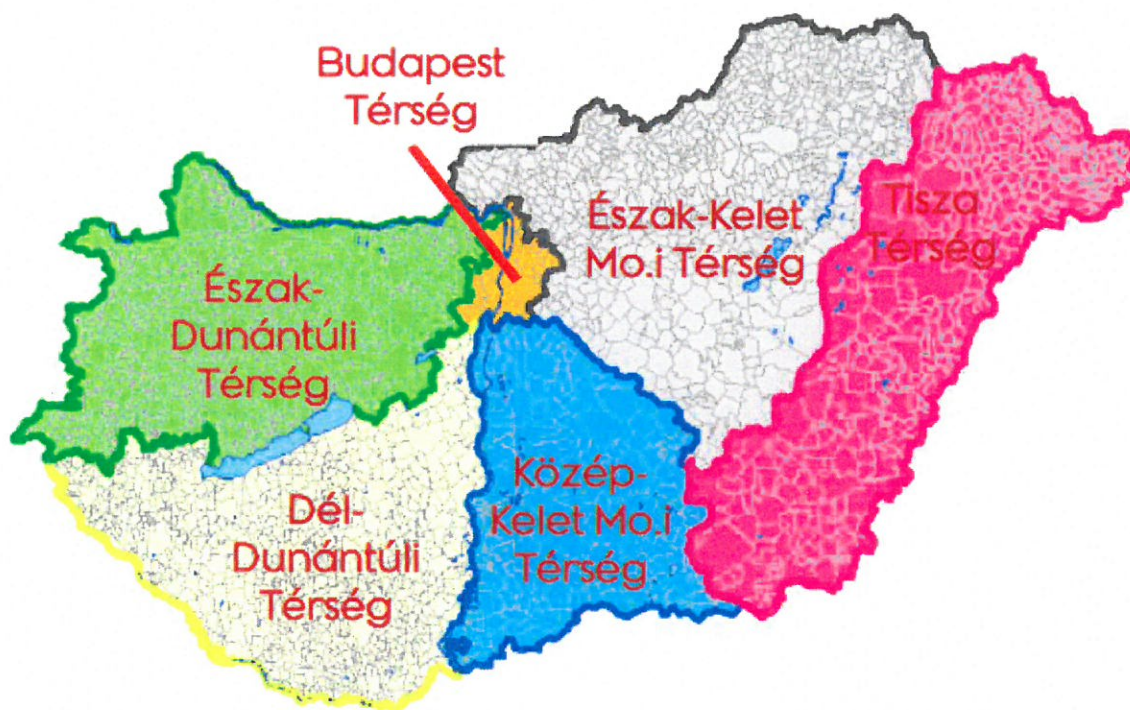 Budapest
Térség
Észak-Kelet
Mo.i Térség
Tisza
Térség
Észak-
Dunántúli
Térség
Közép-
Kelet Mo.i
Térség
Dél-
Dunántúli
Térség